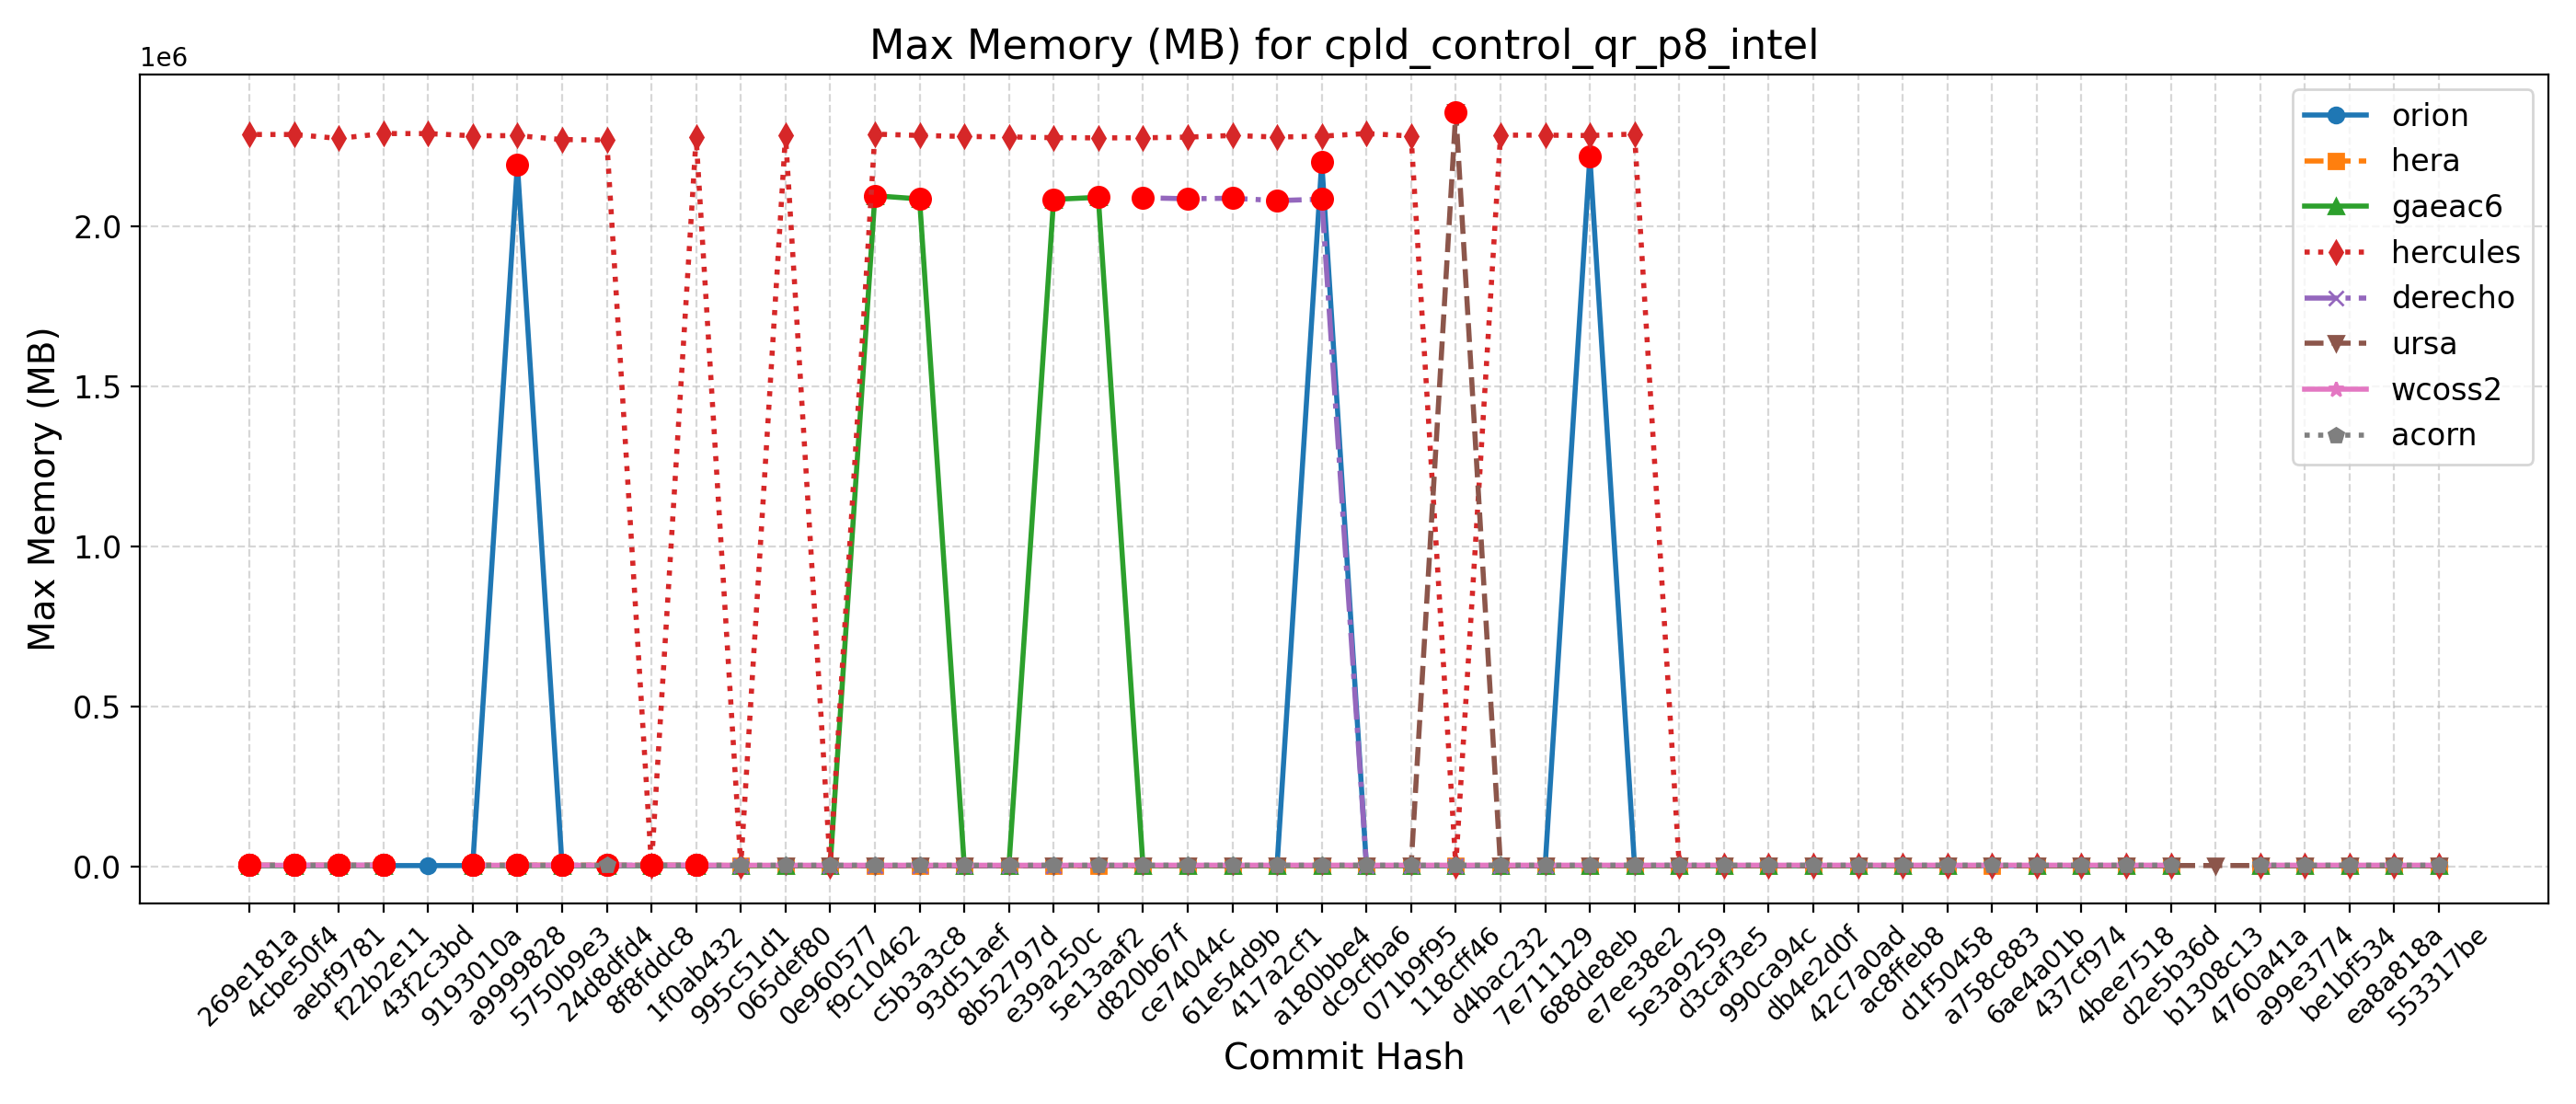 Max Memory (MB) for cpld_control_qr_p8_intel
1e6
2.0
1.5
1.0
0.5
0.0
Max Memory (MB)
orion
hera
gaeac6
hercules
derecho
ursa
wcoss2
acorn
269e181a
4cbe50f4
aebf9781
f22b2e11
43f2c3bd
9193010a
a9999828
5750b9e3
24d8dfd4
8f8fddc8
1f0ab432
995c51d1
065def80
0e960577
f9c10462
c5b3a3c8
93d51aef
8b52797d
e39a250c
5e13aaf2
d820b67f
ce74044c
61e54d9b
417a2cf1
a180bbe4
dc9cfba6
071b9f95
118cff46
d4bac232
7e711129
688de8eb
e7ee38e2
5e3a9259
d3caf3e5
990ca94c
db4e2d0f
42c7a0ad
ac8ffeb8
d1f50458
a758c883
6ae4a01b
437cf974
4bee7518
d2e5b36d
b1308c13
4760a41a
a99e3774
be1bf534
ea8a818a
553317be
Commit Hash